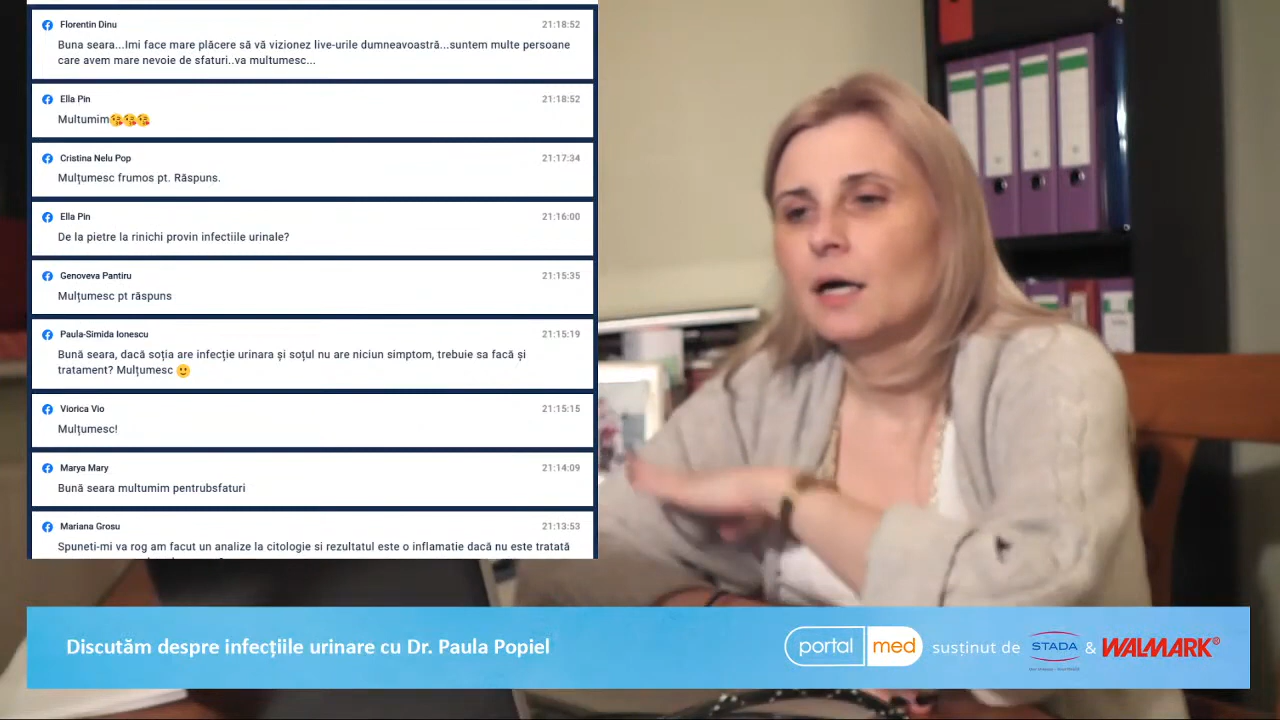 Florentin Dinu 21:18:52
Buna seara...Imi face mare plăcere să vă vizionez live-urile dumneavoastră...suntem multe persoane
care avem mare nevoie de sfaturi..va multumesc...
Ella Pin 21:18:52
Multumim😘😘😘
Cristina Nelu Pop 21:17:34
Mulțumesc frumos pt. Răspuns.
Ella Pin 21:16:00
De la pietre la rinichi provin infectiile urinale?
Genoveva Pantiru 21:15:35
Mulțumesc pt răspuns
Paula-Simida Ionescu 21:15:19
Bună seara, dacă soția are infecție urinara și soțul nu are niciun simptom, trebuie sa facă și
tratament? Mulțumesc 🙂
Viorica Vio 21:15:15
Mulțumesc!
Marya Mary 21:14:09
Bună seara multumim pentrubsfaturi
Mariana Grosu 21:13:53
Spuneti-mi va rog am facut un analize la citologie si rezultatul este o inflamatie dacă nu este tratată
Discutăm despre infecțiile urinare cu Dr. Paula Popiel
portal med susținut de STADA & WALMARK®